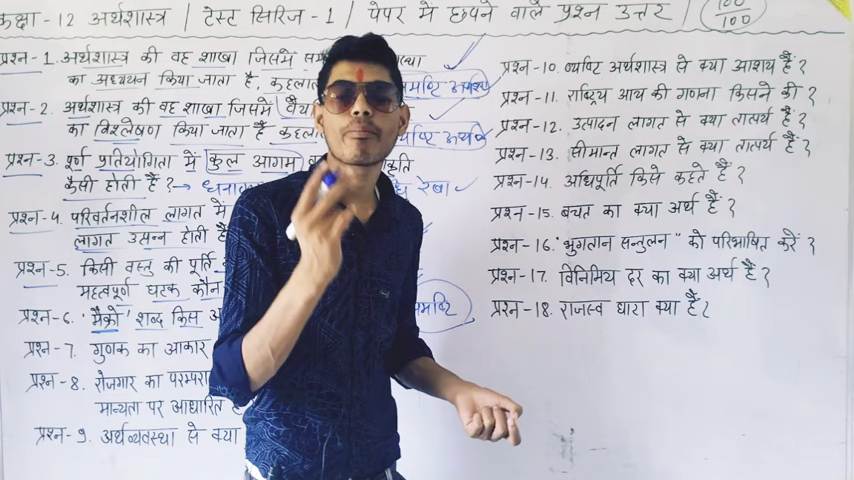 कक्षा -12 अर्थशास्त्र / टेस्ट सिरिज -1 / पेपर में छपने वाले प्रश्न उत्तर / 100/100
प्रश्न-1. अर्थशास्त्र की वह शाखा जिसमें
का अध्ययन किया जाता है, कहलाता
प्रश्न-2. अर्थशास्त्र की वह शाखा जिसमें
का विश्लेषण किया जाता है
प्रश्न-3. पूर्ण प्रतियोगिता में कुल आगम
कैसी होती हैं? → रेखा
प्रश्न-4. परिवर्तनशील लागत में
लागत उत्पन्न होती है
प्रश्न-5. किसी वस्तु की पूर्ति
महत्वपूर्ण घटक कौन
प्रश्न-6. 'मैक्रो' शब्द किस समष्टि
प्रश्न-7. गुणक का आकार
प्रश्न-8. रोजगार का परम्परा
मान्यता पर आधारित है
प्रश्न-9. अर्थव्यवस्था से क्या
प्रश्न-10. व्यष्टि अर्थशास्त्र से क्या आशय हैं?
प्रश्न-11. राष्ट्रिय आय की गणना किसने की?
प्रश्न-12. उत्पादन लागत से क्या तात्पर्य हैं?
प्रश्न-13. सीमान्त लागत से क्या तात्पर्य हैं?
प्रश्न-14. अधिपूर्ति किसे कहते हैं?
प्रश्न-15. बचत का क्या अर्थ हैं?
प्रश्न-16. "भुगतान सन्तुलन" को परिभाषित करें?
प्रश्न-17. विनिमिय दर का क्या अर्थ हैं?
प्रश्न-18. राजस्व घाटा क्या हैं?